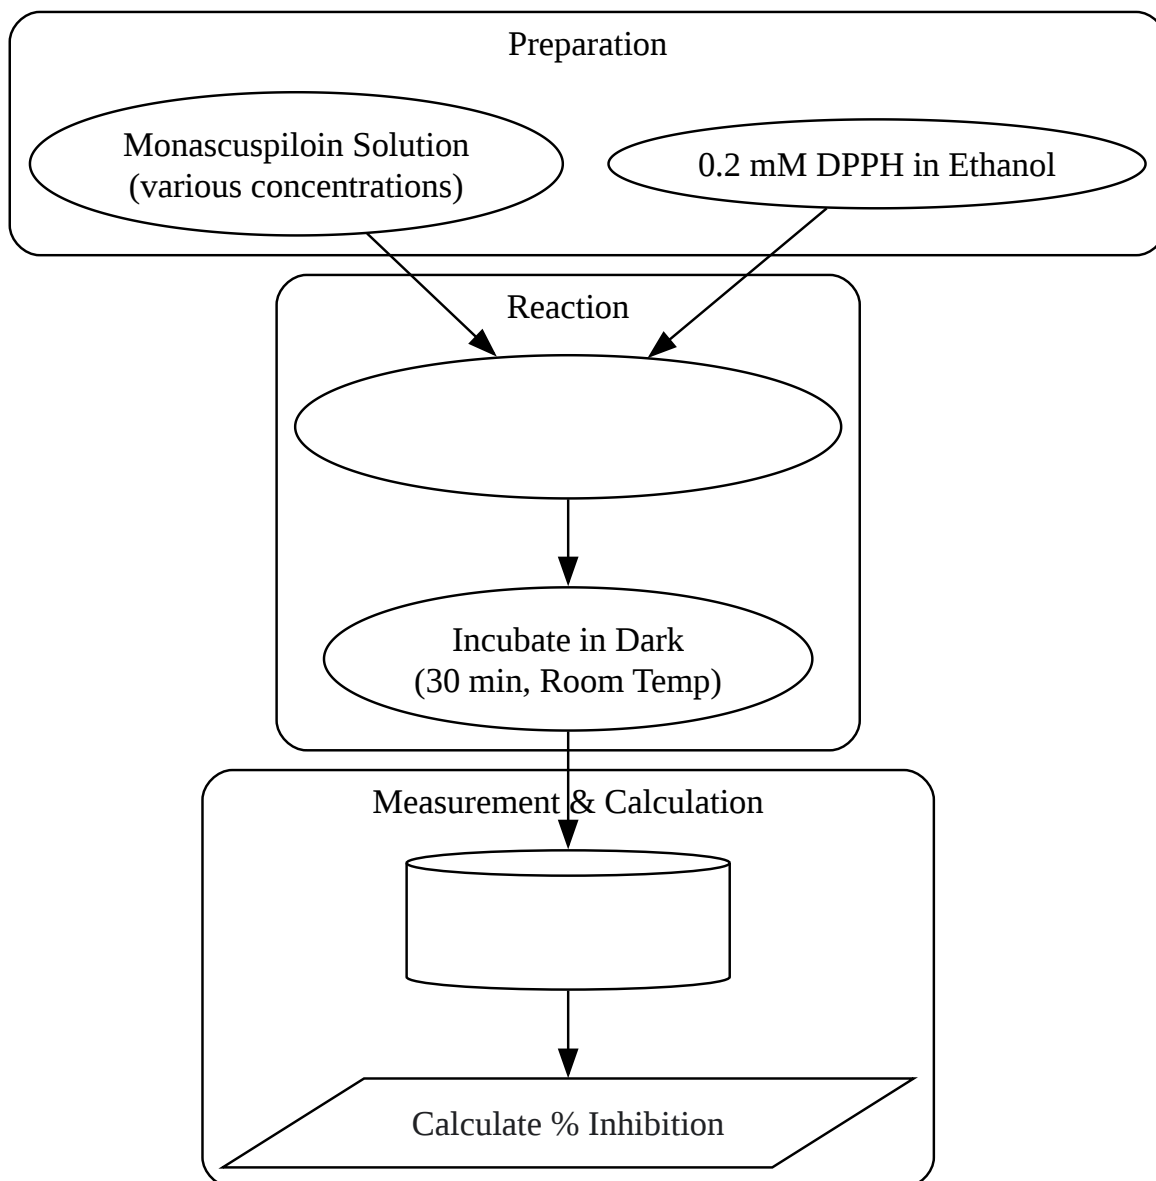 Preparation
Monascuspiloin Solution
(various concentrations)
0.2 mM DPPH in Ethanol
Reaction
Incubate in Dark
(30 min, Room Temp)
Measurement & Calculation
Calculate % Inhibition